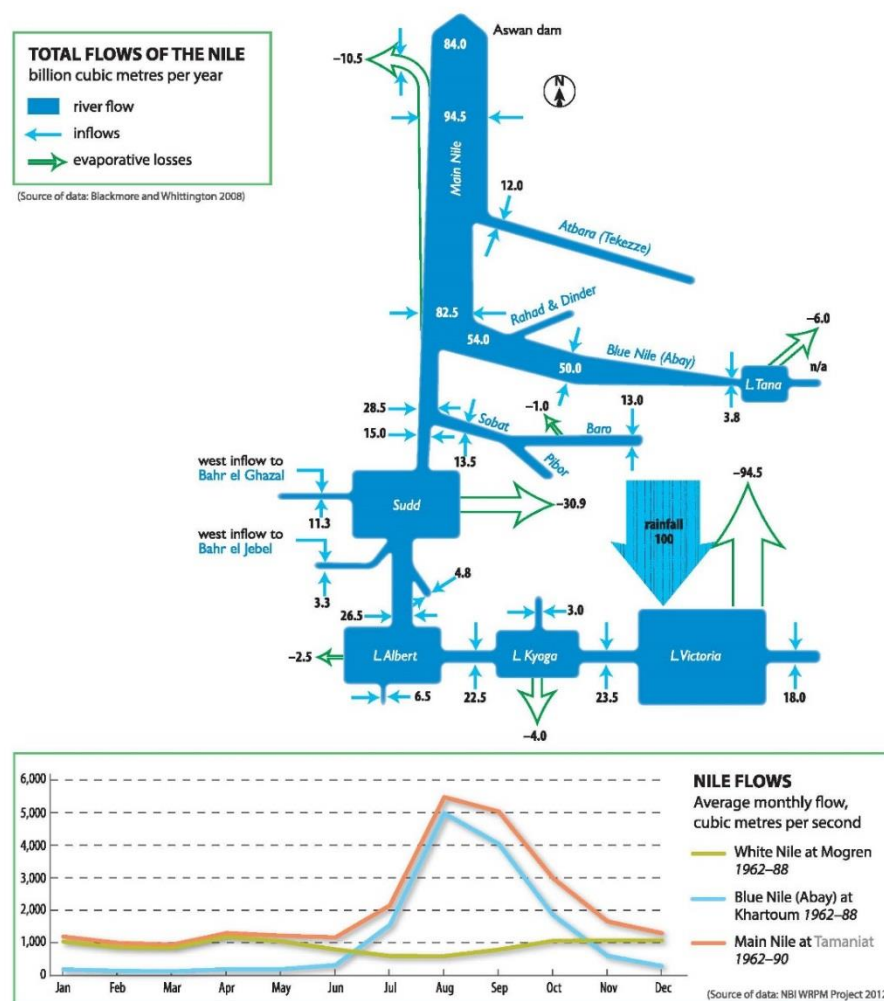 TOTAL FLOWS OF THE NILE
billion cubic metres per year
river flow
inflows
evaporative losses
(Source of data: Blackmore and Whittington 2008)
Aswan dam
84.0
–10.5
N
94.5
Main Nile
12.0
Atbara (Tekezze)
82.5
Rahad & Dinder
54.0
Blue Nile (Abay)
50.0
–6.0
n/a
L.Tana
3.8
28.5
15.0
Sobat
13.5
–1.0
Baro
13.0
Pibor
west inflow to
Bahr el Ghazal
11.3
Sudd
–30.9
–94.5
rainfall
100
west inflow to
Bahr el Jebel
3.3
4.8
26.5
3.0
–2.5
L.Albert
L. Kyoga
L.Victoria
6.5
22.5
23.5
18.0
–4.0
6,000
5,000
4,000
3,000
2,000
1,000
0
Jan Feb Mar Apr May Jun Jul Aug Sep Oct Nov Dec
NILE FLOWS
Average monthly flow,
cubic metres per second
White Nile at Mogren
1962–88
Blue Nile (Abay) at
Khartoum 1962–88
Main Nile at Tamaniat
1962–90
(Source of data: NBI WRPM Project 2012